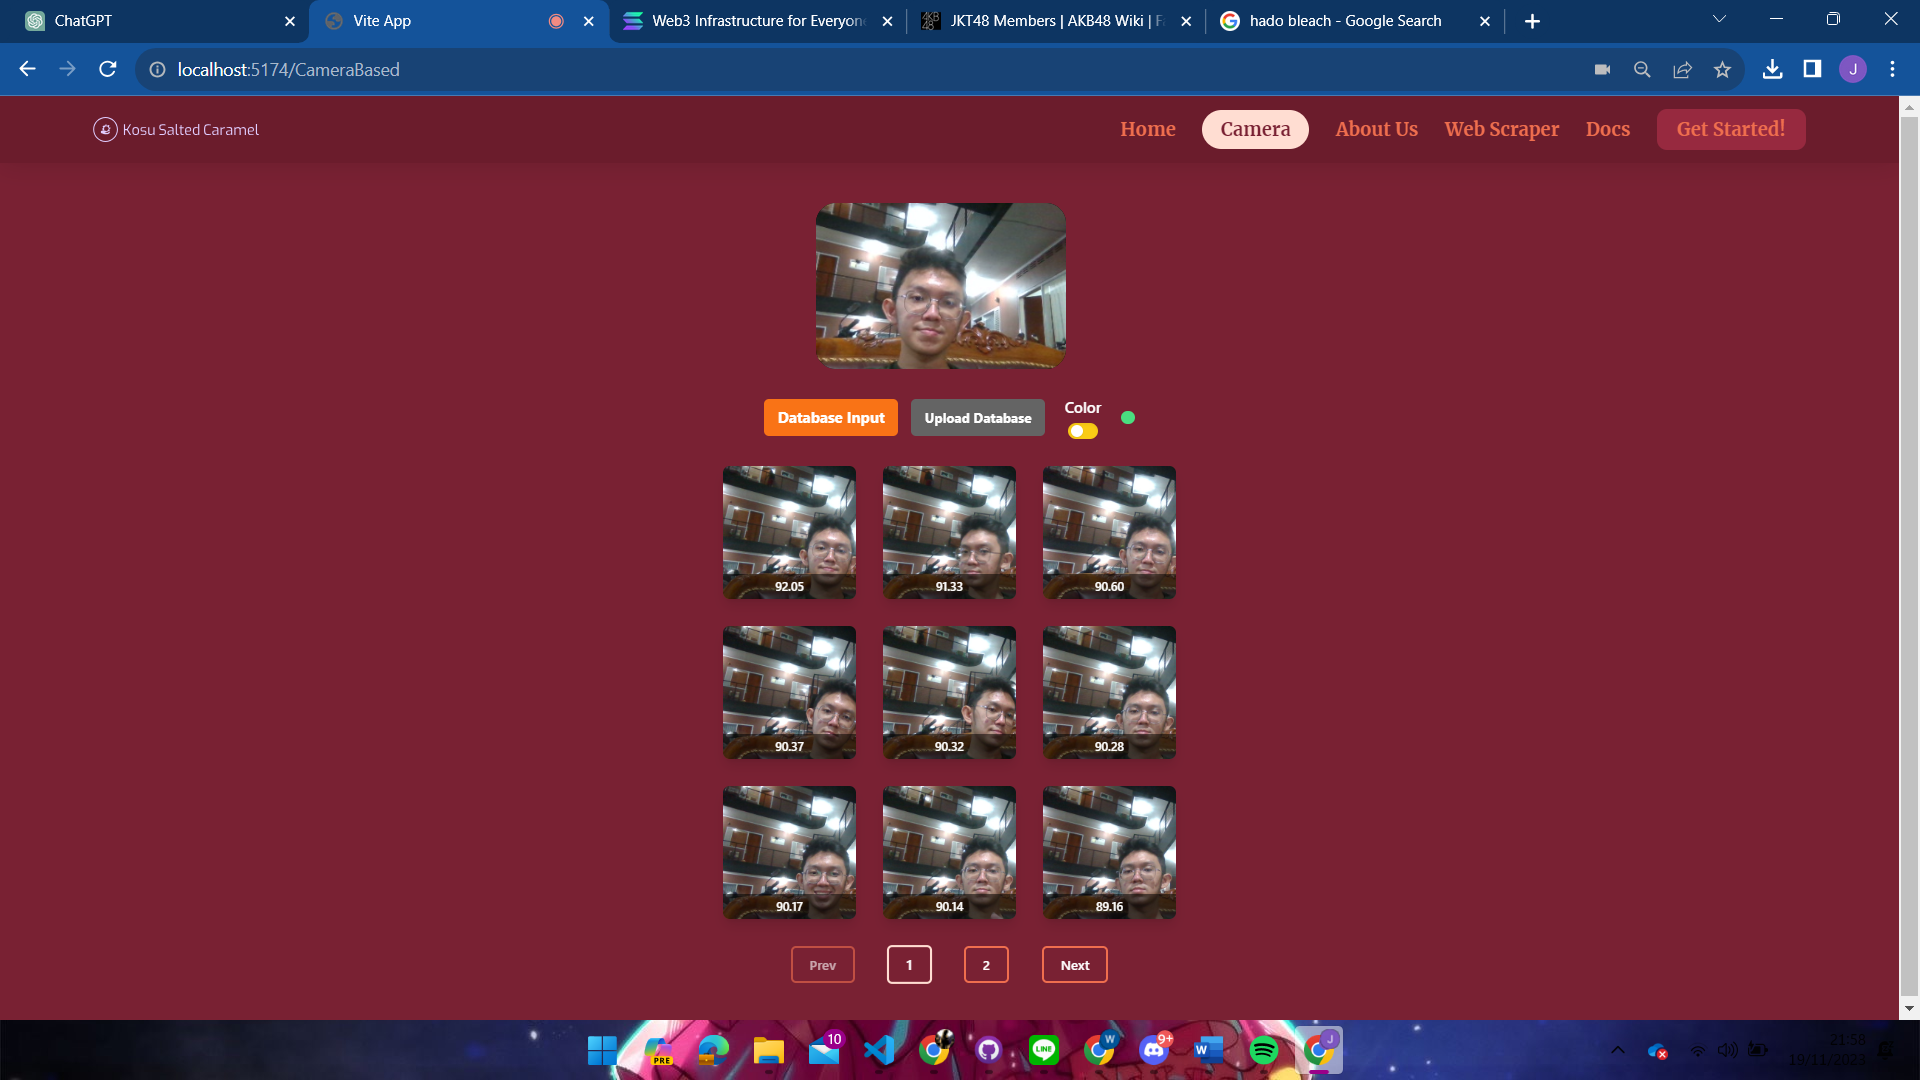 ChatGPT
Vite App
Web3 Infrastructure for Everyone
JKT48 Members | AKB48 Wiki | F
hado bleach - Google Search
localhost:5174/CameraBased
J
Kosu Salted Caramel
Home
Camera
About Us
Web Scraper
Docs
Get Started!
Database Input
Upload Database
Color
92.05
91.33
90.60
90.37
90.32
90.28
90.17
90.14
89.16
Prev
1
2
Next
PRE
10
LINE
W
9+
W
J
21:58
19/11/2023